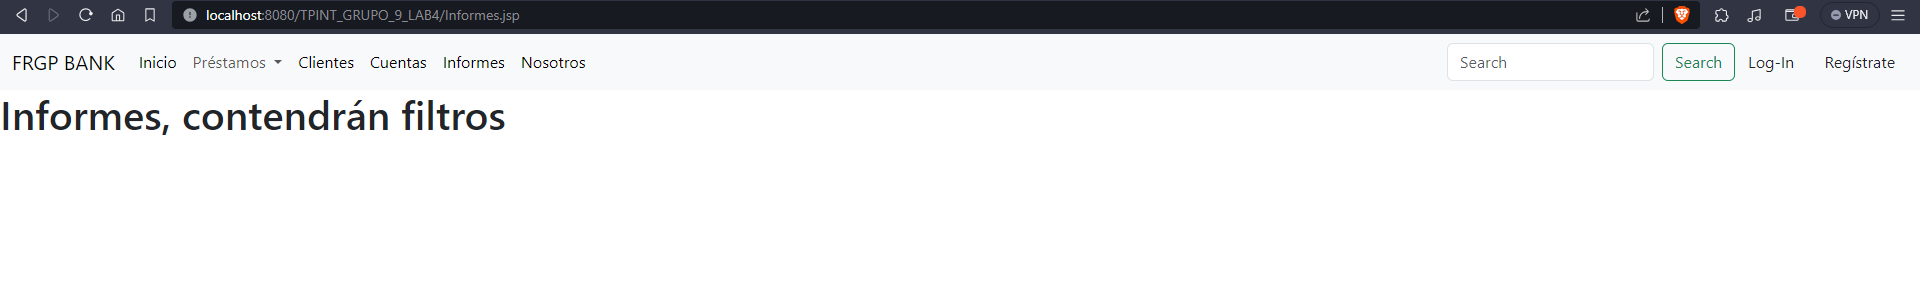 localhost:8080/TPINT_GRUPO_9_LAB4/Informes.jsp VPN
FRGP BANK Inicio Préstamos Clientes Cuentas Informes Nosotros Search Search Log-In Regístrate
Informes, contendrán filtros